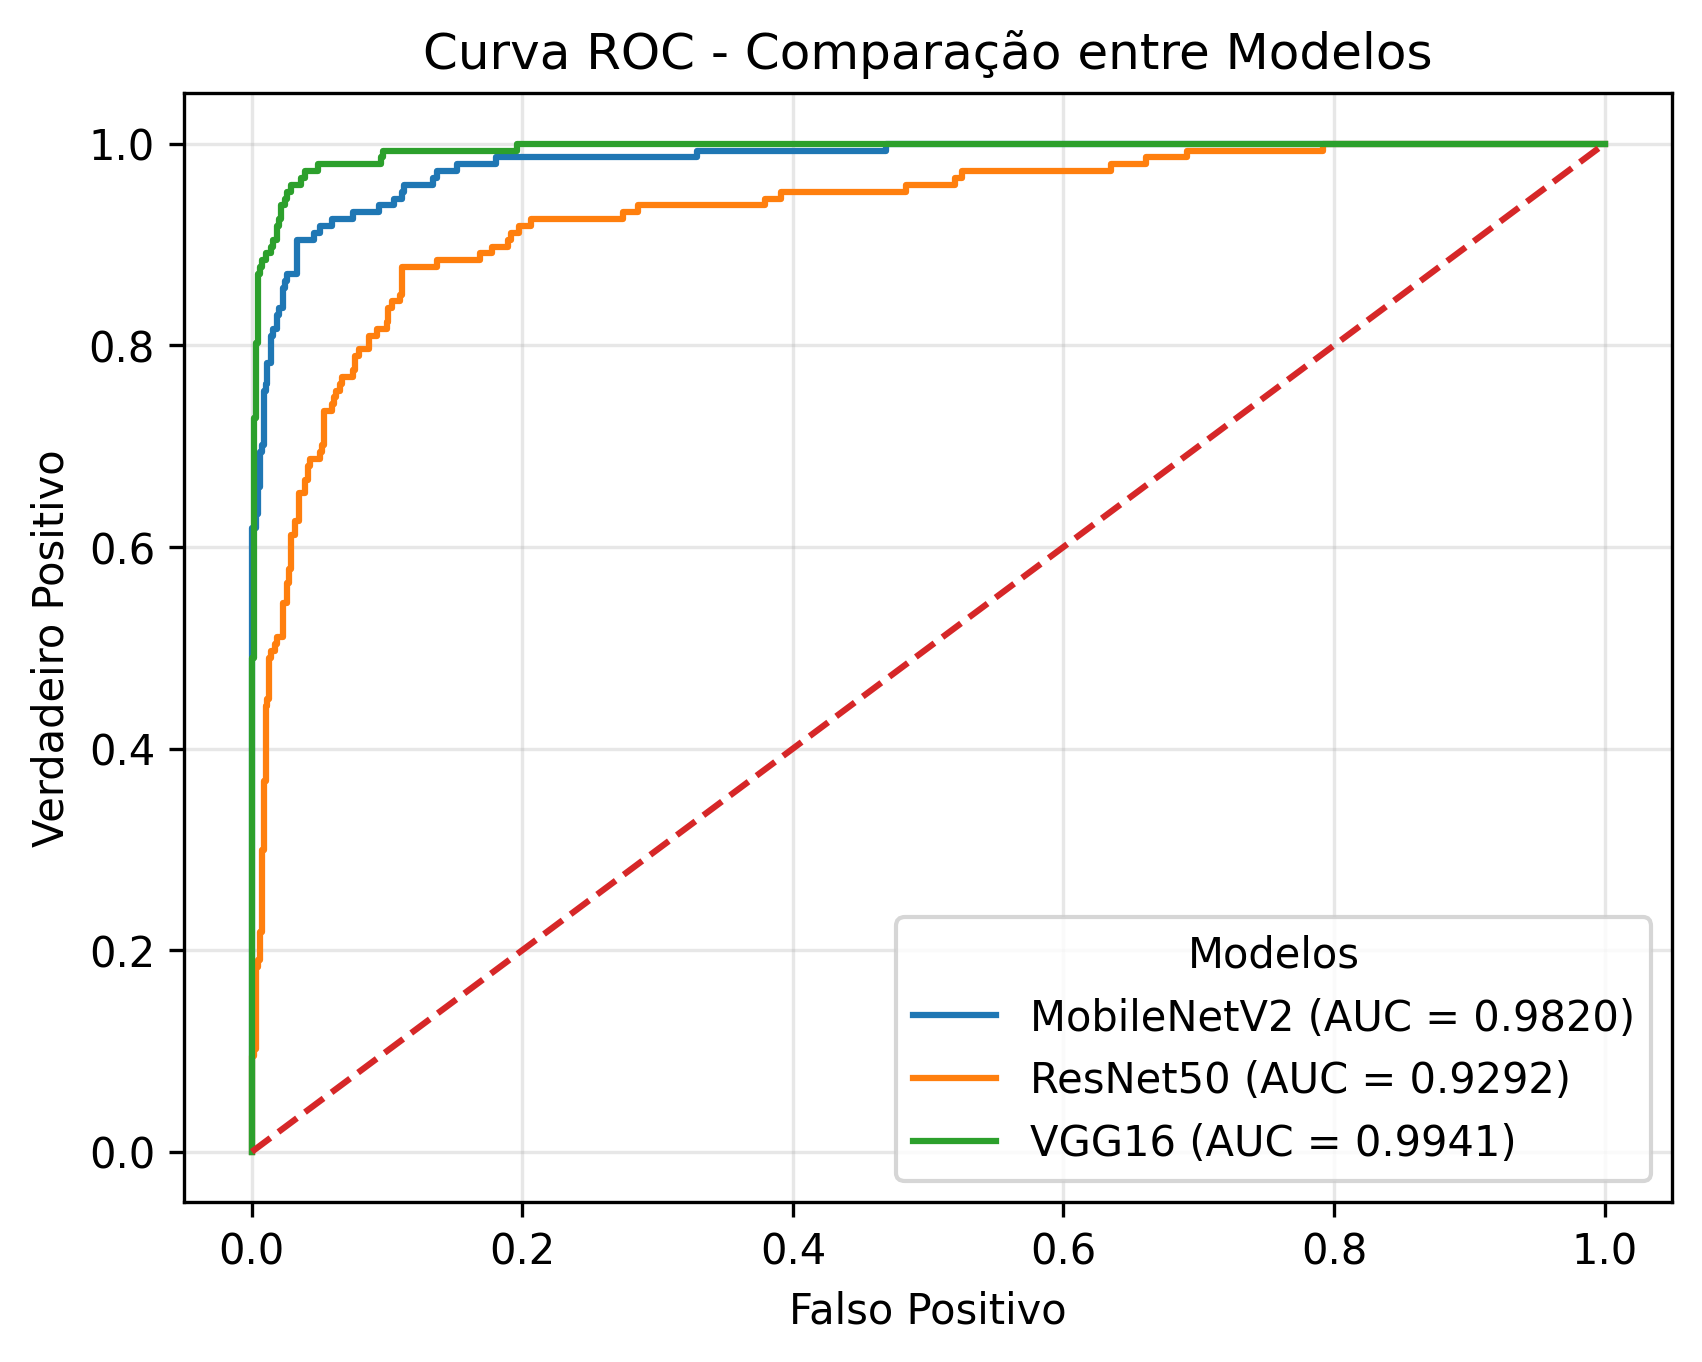 Curva ROC - Comparação entre Modelos
1.0
0.8
0.6
0.4
0.2
0.0
Verdadeiro Positivo
Modelos
MobileNetV2 (AUC = 0.9820)
ResNet50 (AUC = 0.9292)
VGG16 (AUC = 0.9941)
0.0 0.2 0.4 0.6 0.8 1.0
Falso Positivo